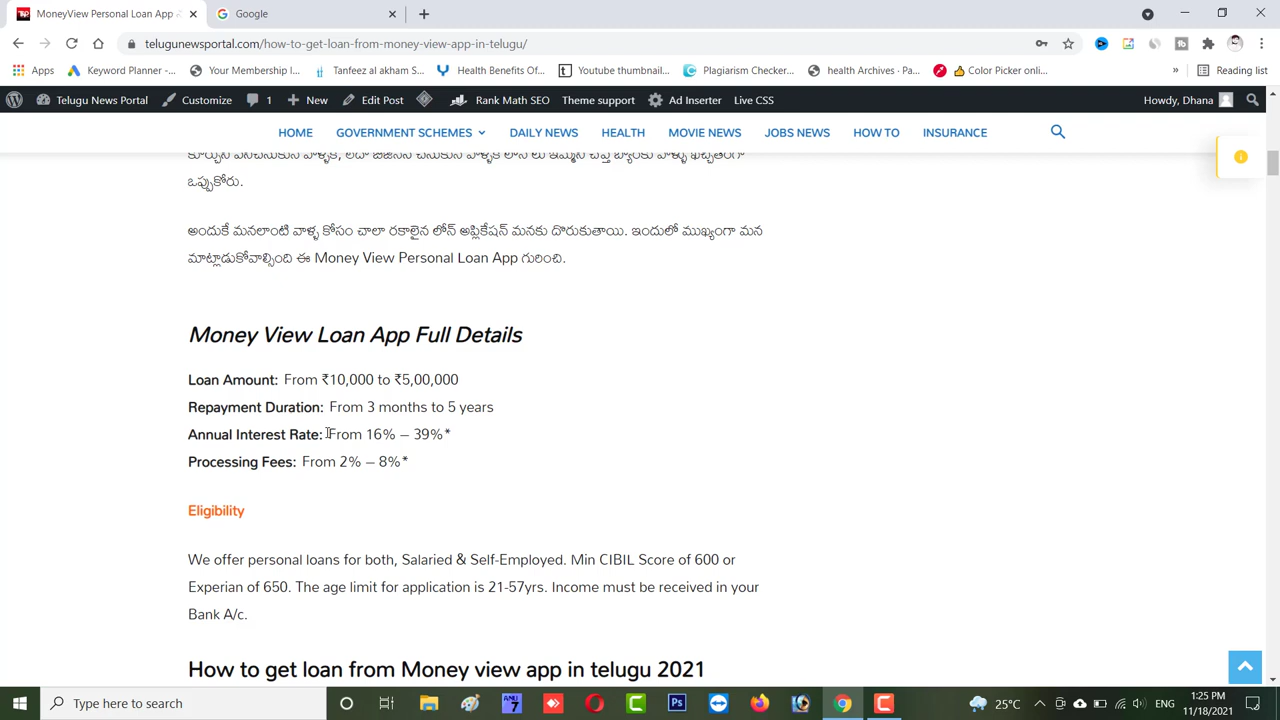 MoneyView Personal Loan App
Google
telugunewsportal.com/how-to-get-loan-from-money-view-app-in-telugu/
Apps
Keyword Planner -...
Your Membership I...
Tanfeez al akham S...
Health Benefits Of...
Youtube thumbnail...
Plagiarism Checker...
health Archives · Pa...
👍 Color Picker onli...
»
Reading list
Telugu News Portal
Customize
1
New
Edit Post
Rank Math SEO
Theme support
Ad Inserter
Live CSS
Howdy, Dhana
HOME
GOVERNMENT SCHEMES
DAILY NEWS
HEALTH
MOVIE NEWS
JOBS NEWS
HOW TO
INSURANCE
ఒప్పుకోరు.
అందుకే మనలాంటి వాళ్ళ కోసం చాలా రకాలైన లోన్ అప్లికేషన్ మనకు దొరుకుతాయి. ఇందులో ముఖ్యంగా మన
మాట్లాడుకోవాల్సింది ఈ Money View Personal Loan App గురించి.
Money View Loan App Full Details
Loan Amount: From ₹10,000 to ₹5,00,000
Repayment Duration: From 3 months to 5 years
Annual Interest Rate: From 16% – 39%*
Processing Fees: From 2% – 8%*
Eligibility
We offer personal loans for both, Salaried & Self-Employed. Min CIBIL Score of 600 or
Experian of 650. The age limit for application is 21-57yrs. Income must be received in your
Bank A/c.
How to get loan from Money view app in telugu 2021
Type here to search
25°C
ENG
1:25 PM
11/18/2021